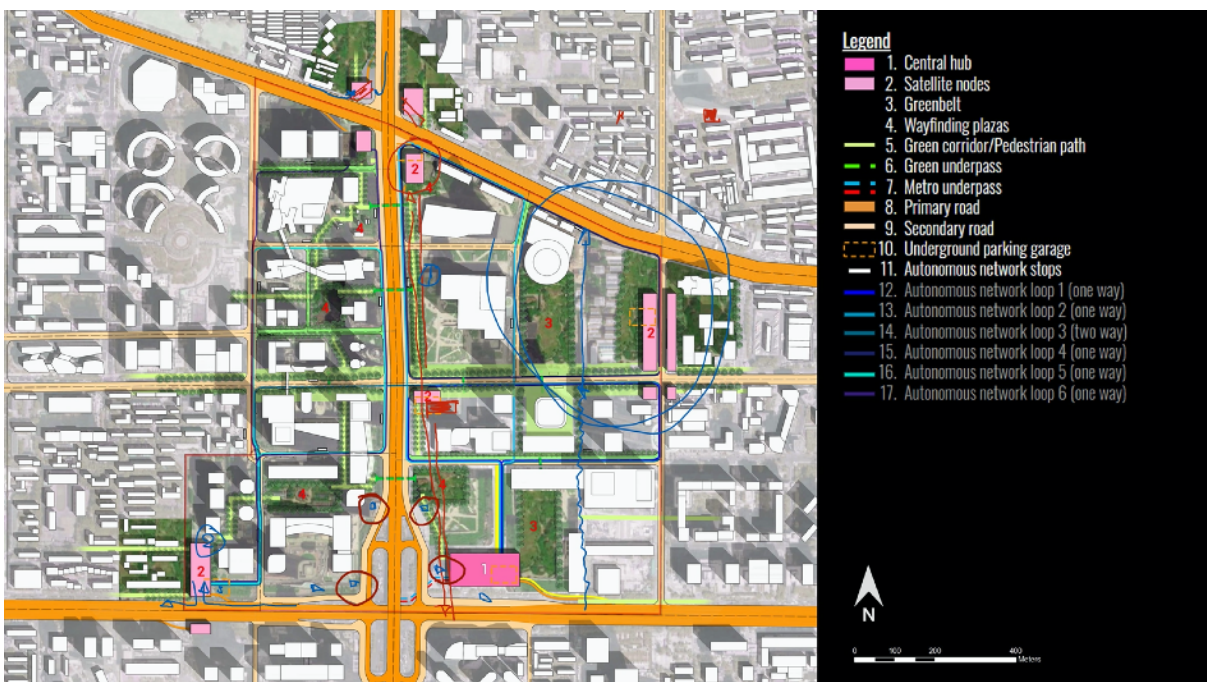 Legend
1. Central hub
2. Satellite nodes
3. Greenbelt
4. Wayfinding plazas
5. Green corridor/Pedestrian path
6. Green underpass
7. Metro underpass
8. Primary road
9. Secondary road
10. Underground parking garage
11. Autonomous network stops
12. Autonomous network loop 1 (one way)
13. Autonomous network loop 2 (one way)
14. Autonomous network loop 3 (two way)
15. Autonomous network loop 4 (one way)
16. Autonomous network loop 5 (one way)
17. Autonomous network loop 6 (one way)
2
4
4
4
3
2
2
4
4
3
2
1
N
0 100 200 400
Meters